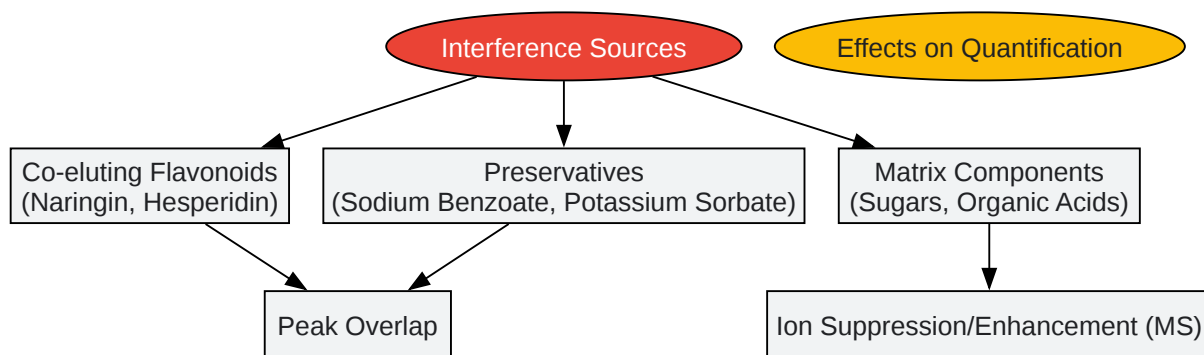 Interference Sources
Effects on Quantification
Co-eluting Flavonoids
(Naringin, Hesperidin)
Preservatives
(Sodium Benzoate, Potassium Sorbate)
Matrix Components
(Sugars, Organic Acids)
Peak Overlap
Ion Suppression/Enhancement (MS)